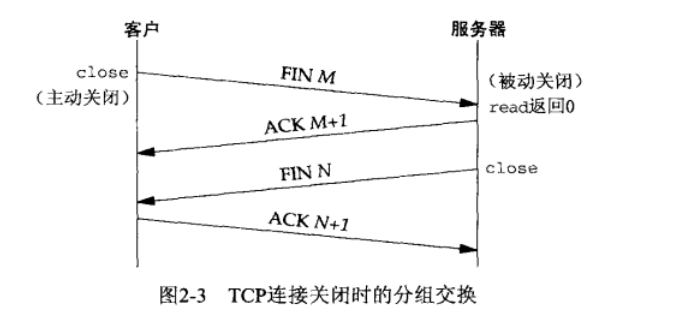 客户 服务器
close FIN M (被动关闭)
(主动关闭) read返回0
ACK M+1
FIN N close
ACK N+1
图2-3 TCP连接关闭时的分组交换